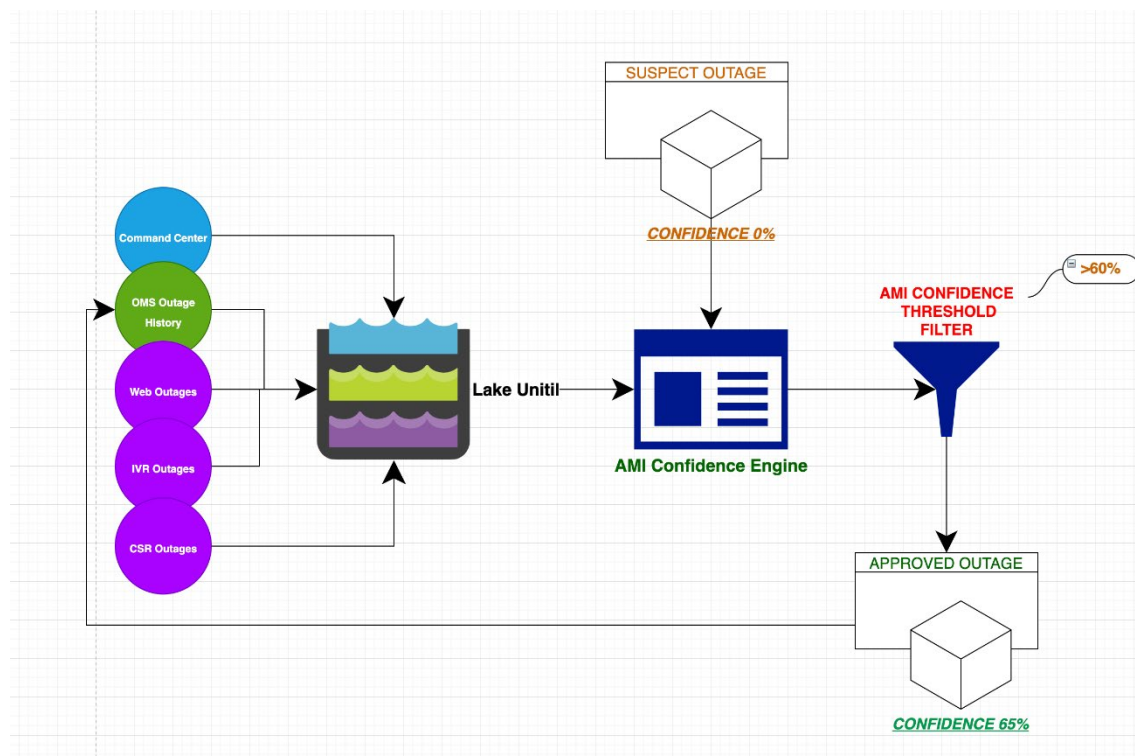 SUSPECT OUTAGE
CONFIDENCE 0%
Command Center
OMS Outage
History
Web Outages
IVR Outages
CSR Outages
Lake Unitil
AMI Confidence Engine
>60%
AMI CONFIDENCE
THRESHOLD
FILTER
APPROVED OUTAGE
CONFIDENCE 65%